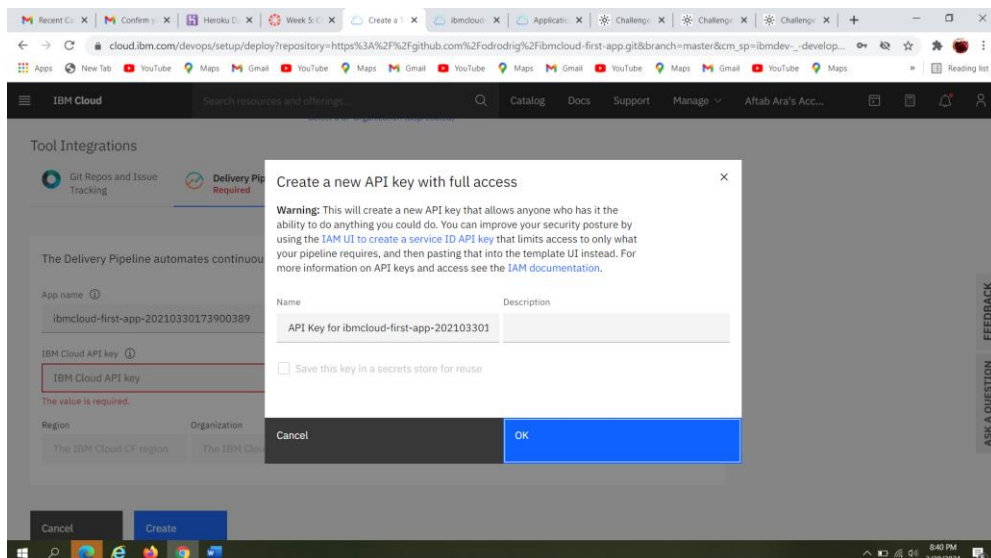 Recent Ca
Confirm y
Heroku D
Week 5: C
Create a T
ibmcloud
Applicatio
Challenge
Challenge
Challenge
cloud.ibm.com/devops/setup/deploy?repository=https%3A%2F%2Fgithub.com%2Fodrodrig%2Fibmcloud-first-app.git&branch=master&cm_sp=ibmdev-_-develop...
Apps New Tab YouTube Maps Gmail YouTube Maps Gmail YouTube Maps Gmail YouTube Maps Gmail YouTube Maps » Reading list
IBM Cloud Search resources and offerings... Catalog Docs Support Manage Aftab Ara's Acc...
Tool Integrations
Git Repos and Issue
Tracking
Delivery Pip
Required
The Delivery Pipeline automates continuou
App name
ibmcloud-first-app-20210330173900389
IBM Cloud API key
IBM Cloud API key
The value is required.
Region Organization
The IBM Cloud CF region The IBM Clou
Cancel Create
Create a new API key with full access
Warning: This will create a new API key that allows anyone who has it the
ability to do anything you could do. You can improve your security posture by
using the IAM UI to create a service ID API key that limits access to only what
your pipeline requires, and then pasting that into the template UI instead. For
more information on API keys and access see the IAM documentation.
Name Description
API Key for ibmcloud-first-app-202103301
Save this key in a secrets store for reuse
Cancel OK
FEEDBACK
ASK A QUESTION
8:40 PM